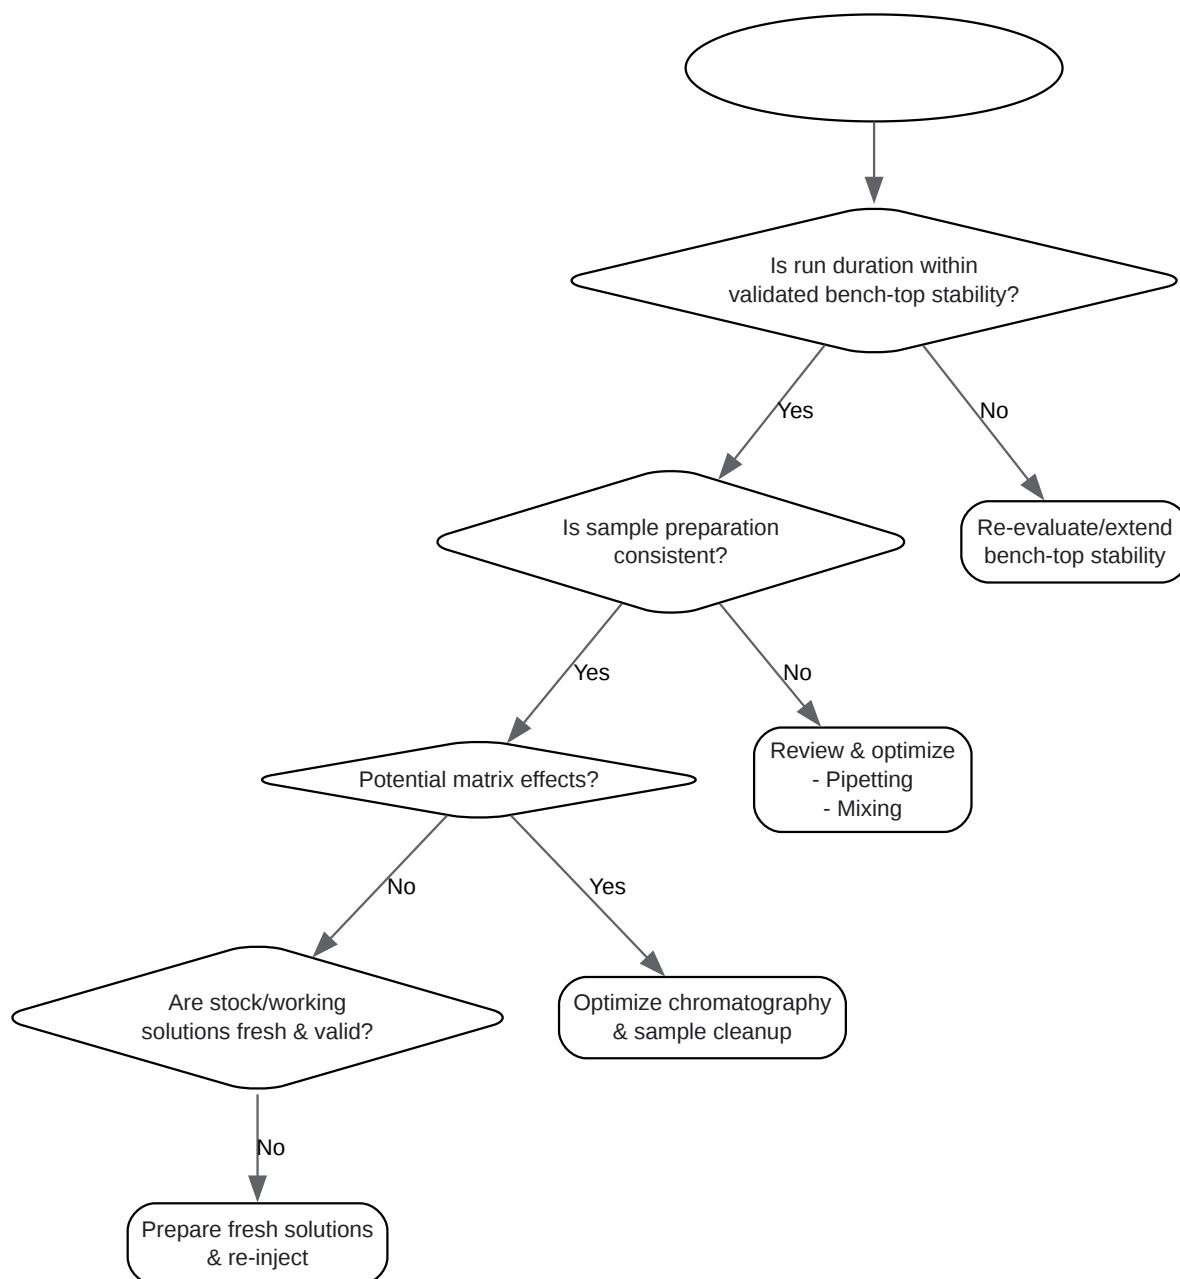 Is run duration within
validated bench-top stability?
Yes
No
Is sample preparation
consistent?
Re-evaluate/extend
bench-top stability
Yes
No
Potential matrix effects?
Review & optimize
- Pipetting
- Mixing
No
Yes
Are stock/working
solutions fresh & valid?
Optimize chromatography
& sample cleanup
No
Prepare fresh solutions
& re-inject